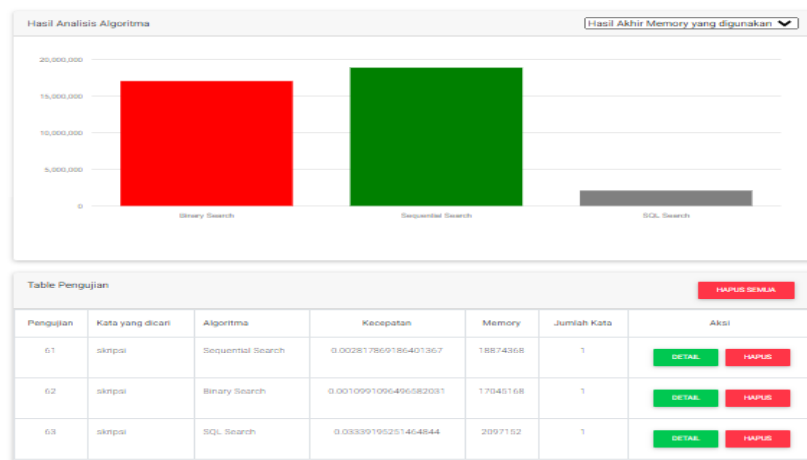 Hasil Analisis Algoritma
Hasil Akhir Memory yang digunakan
20,000,000
15,000,000
10,000,000
5,000,000
0
Binary Search Sequential Search SQL Search
Table Pengujian
HAPUS SEMUA
Pengujian Kata yang dicari Algoritma Kecepatan Memory Jumlah Kata Aksi
61 skripsi Sequential Search 0.002817869186401367 18874368 1 DETAIL HAPUS
62 skripsi Binary Search 0.0010991096496582031 17045168 1 DETAIL HAPUS
63 skripsi SQL Search 0.03339195251464844 2097152 1 DETAIL HAPUS